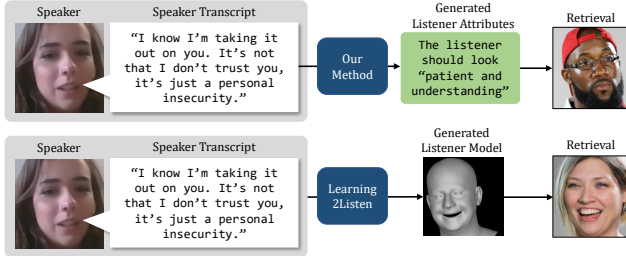 Speaker
Speaker Transcript
Generated
Listener Attributes
Retrieval
“I know I’m taking it
out on you. It’s not
that I don’t trust you,
it’s just a personal
insecurity.”
Our
Method
The listener
should look
“patient and
understanding”
Speaker
Speaker Transcript
Generated
Listener Model
Retrieval
“I know I’m taking it
out on you. It’s not
that I don’t trust you,
it’s just a personal
insecurity.”
Learning
2Listen